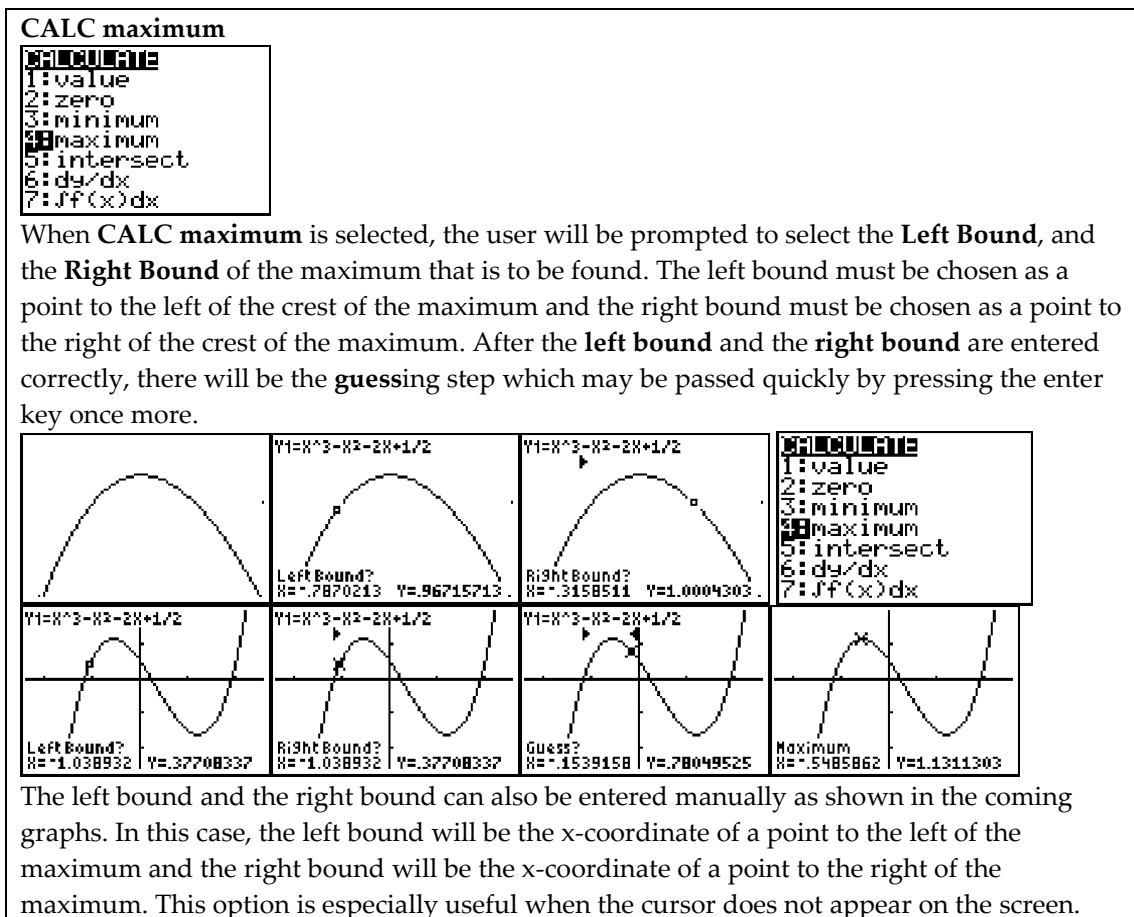 CALC maximum
CALCULATE
1:value
2:zero
3:minimum
4:maximum
5:intersect
6:dy/dx
7:∫f(x)dx
When CALC maximum is selected, the user will be prompted to select the Left Bound, and
the Right Bound of the maximum that is to be found. The left bound must be chosen as a
point to the left of the crest of the maximum and the right bound must be chosen as a point to
the right of the crest of the maximum. After the left bound and the right bound are entered
correctly, there will be the guessing step which may be passed quickly by pressing the enter
key once more.
Y1=X^3-X²-2X+1/2
Left Bound?
X=-.7870213 Y=.96715713
Y1=X^3-X²-2X+1/2
Right Bound?
X=-.3158511 Y=1.0004303
CALCULATE
1:value
2:zero
3:minimum
4:maximum
5:intersect
6:dy/dx
7:∫f(x)dx
Y1=X^3-X²-2X+1/2
Left Bound?
X=-1.038932 Y=.37708337
Y1=X^3-X²-2X+1/2
Right Bound?
X=-1.038932 Y=.37708337
Y1=X^3-X²-2X+1/2
Guess?
X=-.1539158 Y=.78049525
Maximum
X=-.5485862 Y=1.1311303
The left bound and the right bound can also be entered manually as shown in the coming
graphs. In this case, the left bound will be the x-coordinate of a point to the left of the
maximum and the right bound will be the x-coordinate of a point to the right of the
maximum. This option is especially useful when the cursor does not appear on the screen.